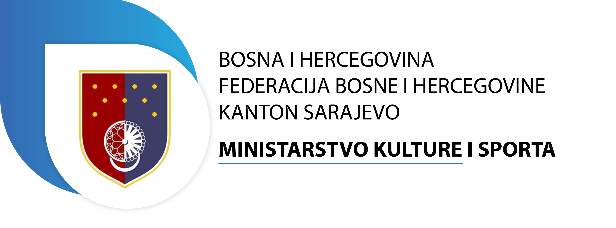 BOSNA I HERCEGOVINA
FEDERACIJA BOSNE I HERCEGOVINE
KANTON SARAJEVO
MINISTARSTVO KULTURE I SPORTA